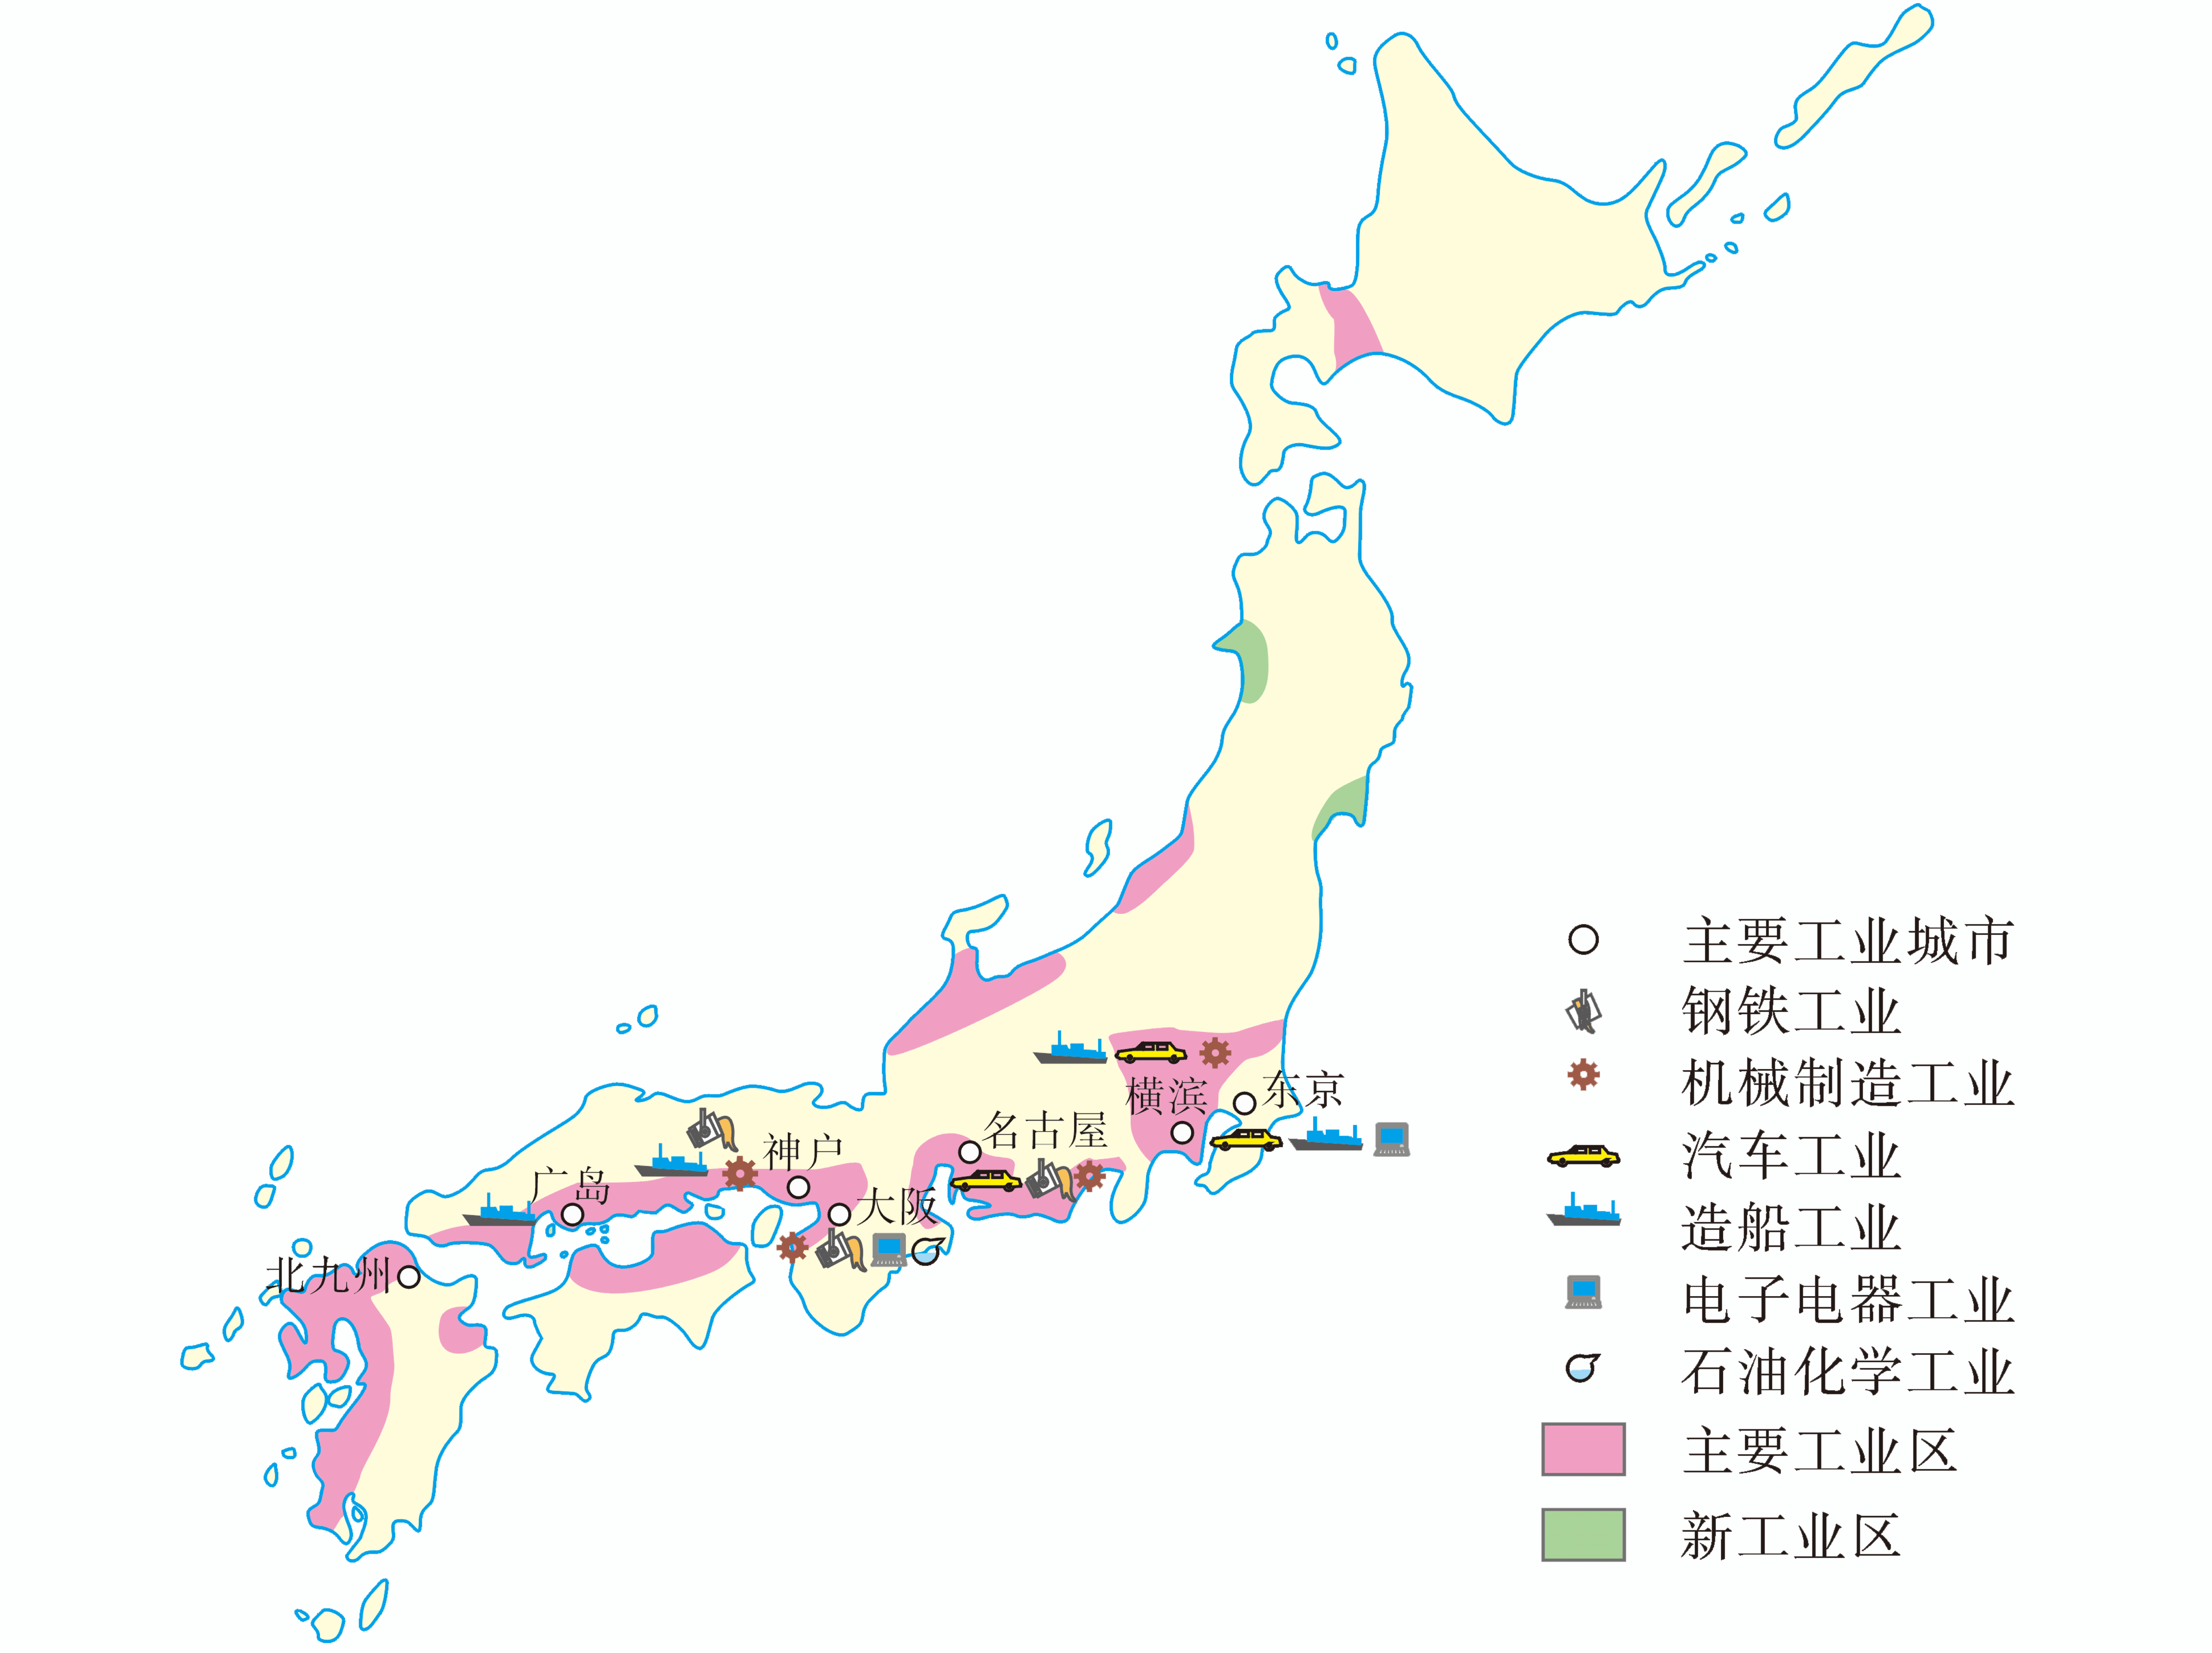 横滨
东京
名古屋
神户
广岛
大阪
北九州
主要工业城市
钢铁工业
机械制造工业
汽车工业
造船工业
电子电器工业
石油化学工业
主要工业区
新工业区